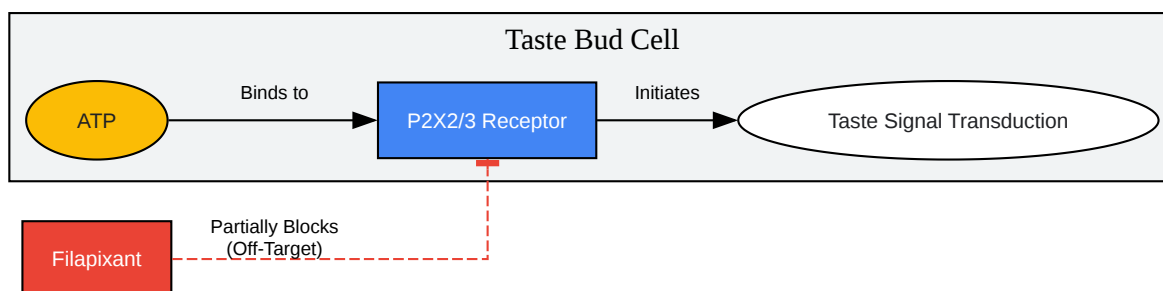 Taste Bud Cell
ATP
Binds to
P2X2/3 Receptor
Initiates
Taste Signal Transduction
Filapixant
Partially Blocks
(Off-Target)